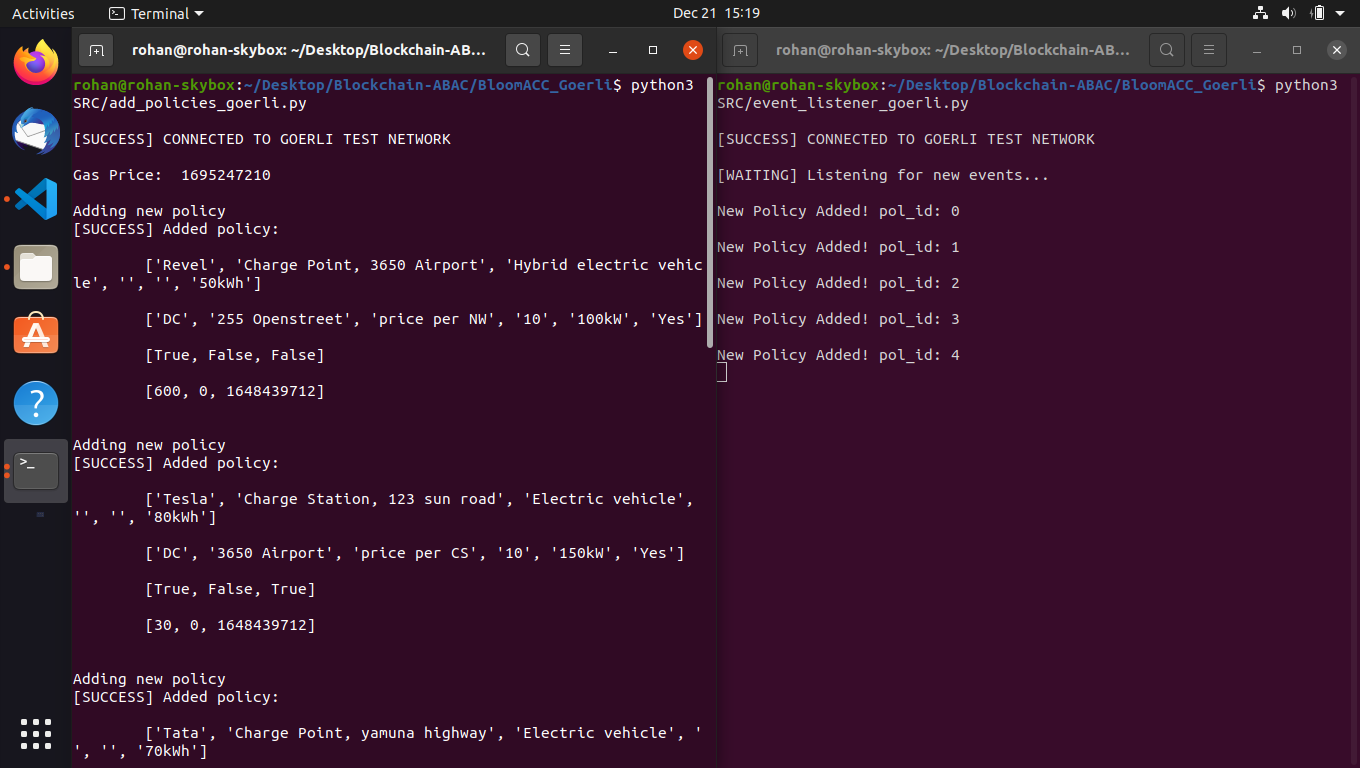 Activities
Terminal
Dec 21 15:19
rohan@rohan-skybox: ~/Desktop/Blockchain-AB…
rohan@rohan-skybox:~/Desktop/Blockchain-ABAC/BloomACC_Goerli$ python3
SRC/add_policies_goerli.py
[SUCCESS] CONNECTED TO GOERLI TEST NETWORK
Gas Price:  1695247210
Adding new policy
[SUCCESS] Added policy:
['Revel', 'Charge Point, 3650 Airport', 'Hybrid electric vehic
le', '', '', '50kWh']
['DC', '255 Openstreet', 'price per NW', '10', '100kW', 'Yes']
[True, False, False]
[600, 0, 1648439712]
Adding new policy
[SUCCESS] Added policy:
['Tesla', 'Charge Station, 123 sun road', 'Electric vehicle',
'', '', '80kWh']
['DC', '3650 Airport', 'price per CS', '10', '150kW', 'Yes']
[True, False, True]
[30, 0, 1648439712]
Adding new policy
[SUCCESS] Added policy:
['Tata', 'Charge Point, yamuna highway', 'Electric vehicle', '
', '', '70kWh']
rohan@rohan-skybox: ~/Desktop/Blockchain-AB…
rohan@rohan-skybox:~/Desktop/Blockchain-ABAC/BloomACC_Goerli$ python3
SRC/event_listener_goerli.py
[SUCCESS] CONNECTED TO GOERLI TEST NETWORK
[WAITING] Listening for new events...
New Policy Added! pol_id: 0
New Policy Added! pol_id: 1
New Policy Added! pol_id: 2
New Policy Added! pol_id: 3
New Policy Added! pol_id: 4